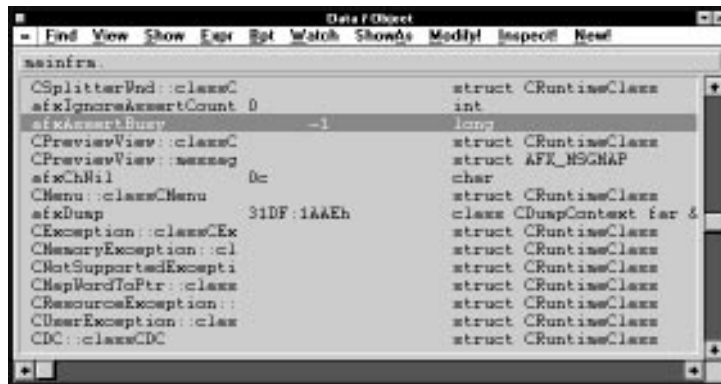 Data / Object
Find View Show Expr Bpt Watch ShowAs Modify! Inspect! New!
mainfrm.
CSplitterWnd::classC struct CRuntimeClass
afxIgnoreAssertCount 0 int
afxAssertBusy -1 long
CPreviewView::classC struct CRuntimeClass
CPreviewView::messag struct AFX_MSGMAP
afxChNil 0c char
CMenu::classCMenu struct CRuntimeClass
afxDump 31DF:1AAEh class CDumpContext far &
CException::classCEx struct CRuntimeClass
CMemoryException::cl struct CRuntimeClass
CNotSupportedExcepti struct CRuntimeClass
CMapWordToPtr::class struct CRuntimeClass
CResourceException:: struct CRuntimeClass
CUserException::clas struct CRuntimeClass
CDC::classCDC struct CRuntimeClass